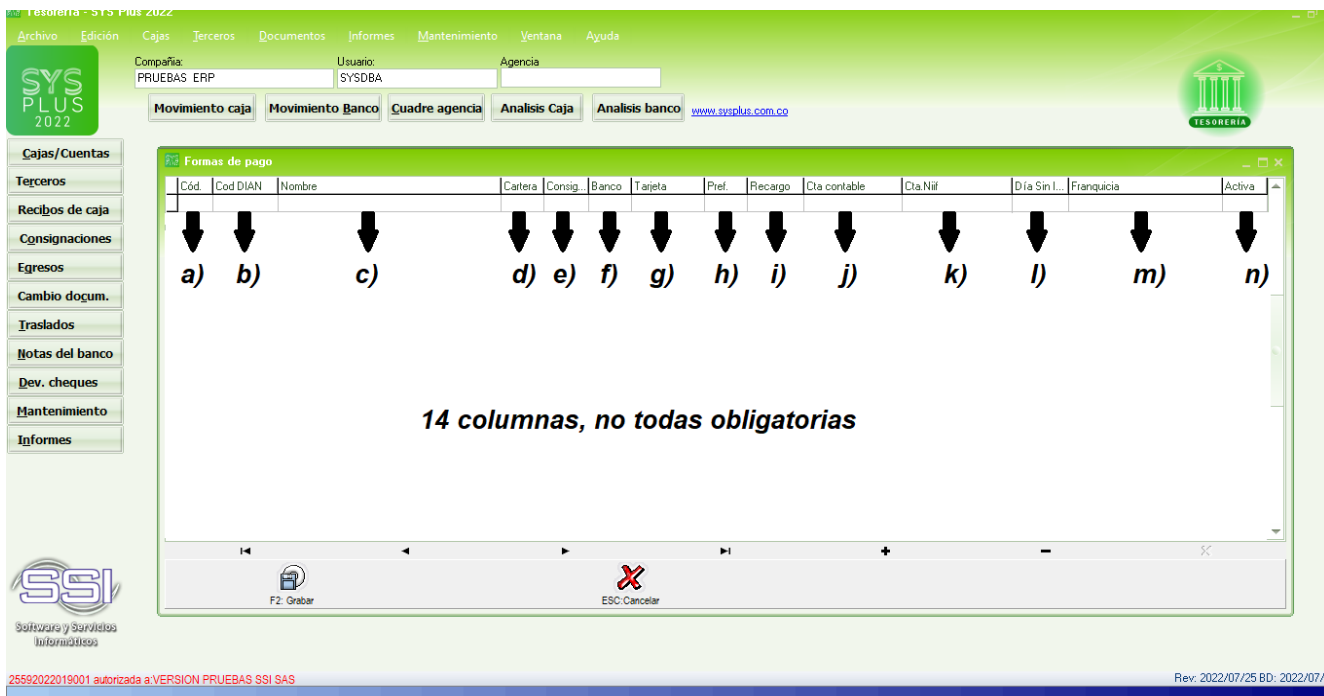 Tesorería - SYS Plus 2022
Archivo Edición Cajas Terceros Documentos Informes Mantenimiento Ventana Ayuda
SYS
PLUS
2022
Compañia: Usuario: Agencia
PRUEBAS ERP SYSDBA
Movimiento caja Movimiento Banco Cuadre agencia Analisis Caja Analisis banco www.sysplus.com.co
TESORERÍA
Cajas/Cuentas
Terceros
Recibos de caja
Consignaciones
Egresos
Cambio docum.
Traslados
Notas del banco
Dev. cheques
Mantenimiento
Informes
Formas de pago
Cód. Cod DIAN Nombre Cartera Consig... Banco Tarjeta Pref. Recargo Cta contable Cta.Niif Día Sin I... Franquicia Activa
a) b) c) d) e) f) g) h) i) j) k) l) m) n)
14 columnas, no todas obligatorias
F2: Grabar ESC:Cancelar
SSI
Software y Servicios
Informáticos
25592022019001 autorizada a:VERSION PRUEBAS SSI SAS
Rev: 2022/07/25 BD: 2022/07/